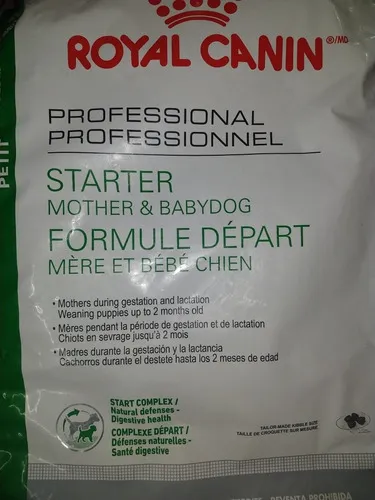 ROYAL CANIN ®/MD
PETIT
PROFESSIONAL
PROFESSIONNEL
STARTER
MOTHER & BABYDOG
FORMULE DÉPART
MÈRE ET BÉBÉ CHIEN
• Mothers during gestation and lactation
Weaning puppies up to 2 months old
• Mères pendant la période de gestation et de lactation
Chiots en sevrage jusqu'à 2 mois
• Madres durante la gestación y la lactancia
Cachorros durante el destete hasta los 2 meses de edad
START COMPLEX /
Natural defenses -
Digestive health
COMPLEXE DÉPART /
Défenses naturelles -
Santé digestive
TAILOR-MADE KIBBLE SIZE
TAILLE DE CROQUETTE SUR-MESURE
REVENTA PROHIBIDA